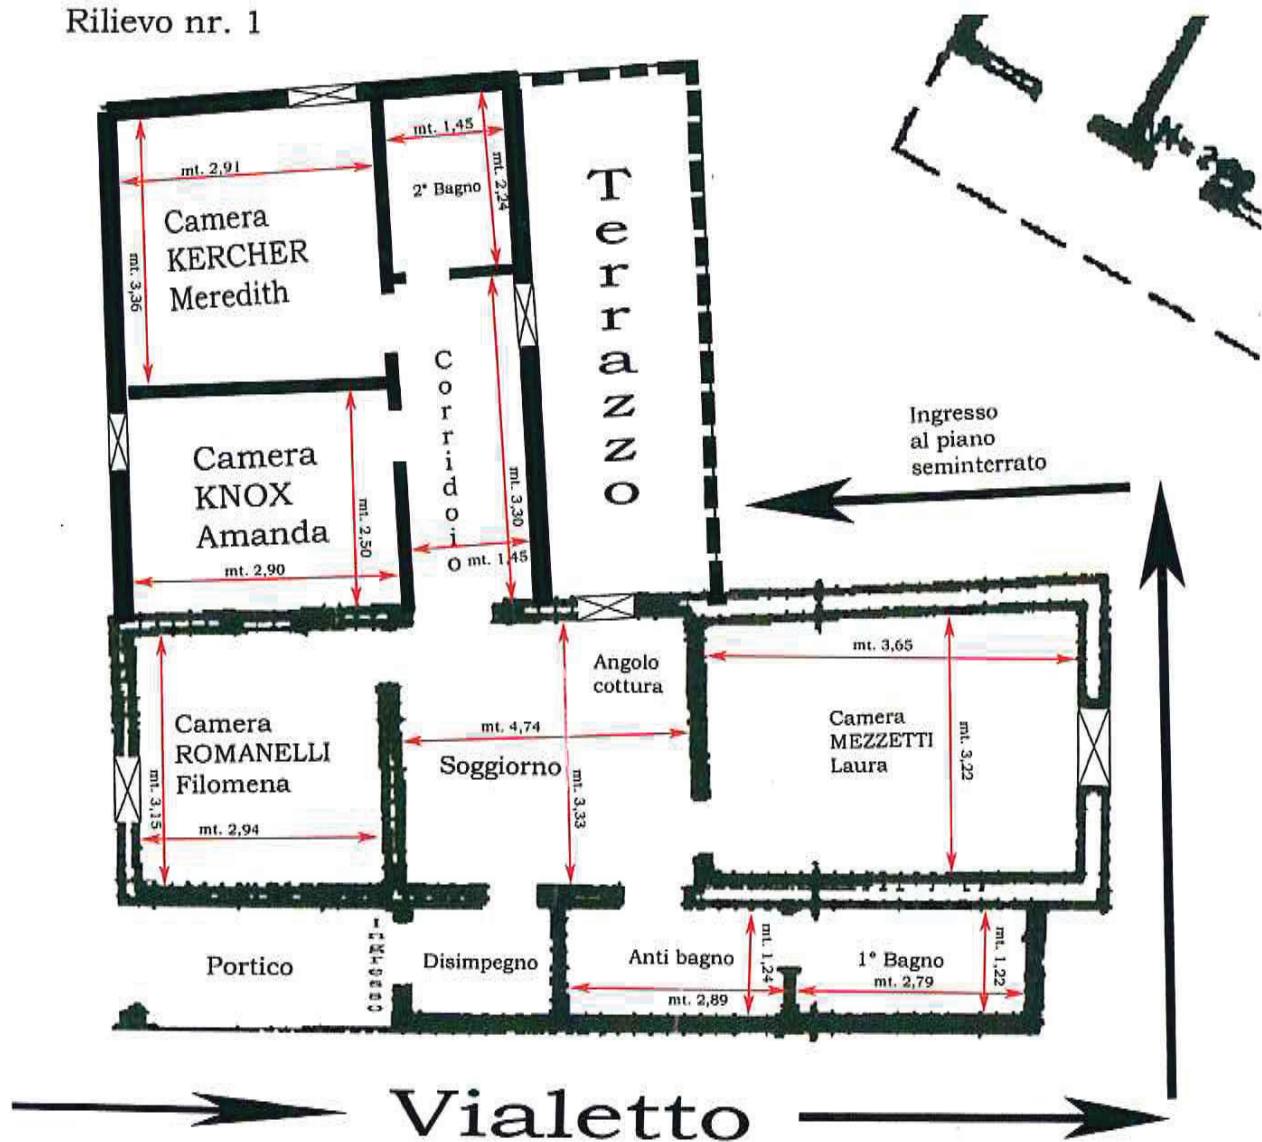 Rilievo nr. 1
mt. 1,45
mt. 2,91
mt. 2,24
2° Bagno
Camera
KERCHER
Meredith
mt. 3,36
Terrazzo
Corridoio
Camera
KNOX
Amanda
mt. 2,50
mt. 2,90
mt. 3,30
mt. 1,45
Ingresso
al piano
seminterrato
Angolo
cottura
mt. 3,65
Camera
ROMANELLI
Filomena
mt. 3,15
mt. 2,94
mt. 4,74
Soggiorno
mt. 3,33
Camera
MEZZETTI
Laura
mt. 3,22
Portico
Ingresso
Disimpegno
Anti bagno
mt. 1,24
mt. 2,89
1° Bagno
mt. 2,79
mt. 1,22
Vialetto